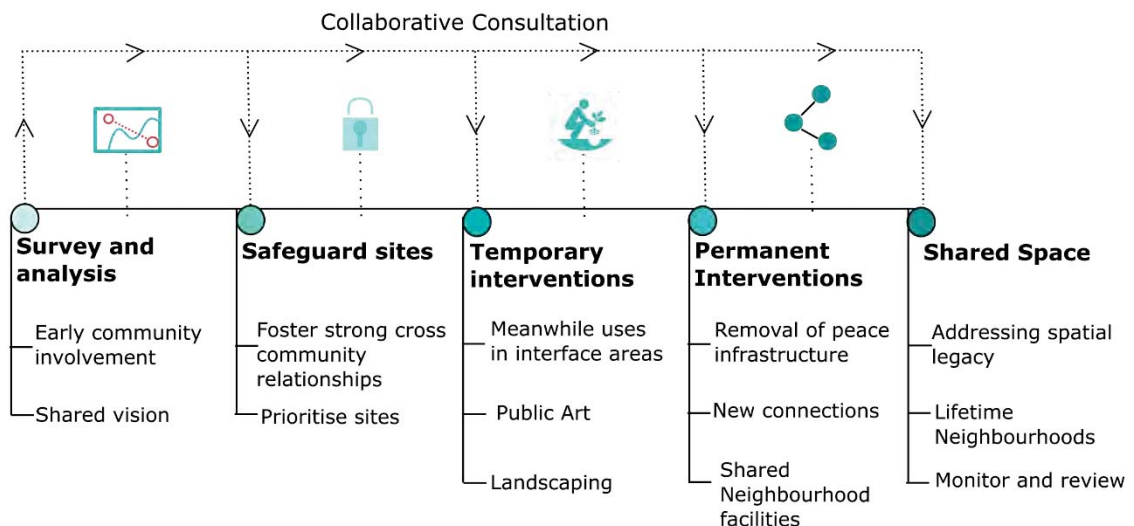 Collaborative Consultation
Survey and
analysis
Early community
involvement
Shared vision
Safeguard sites
Foster strong cross
community
relationships
Prioritise sites
Temporary
interventions
Meanwhile uses
in interface areas
Public Art
Landscaping
Permanent
Interventions
Removal of peace
infrastructure
New connections
Shared
Neighbourhood
facilities
Shared Space
Addressing spatial
legacy
Lifetime
Neighbourhoods
Monitor and review